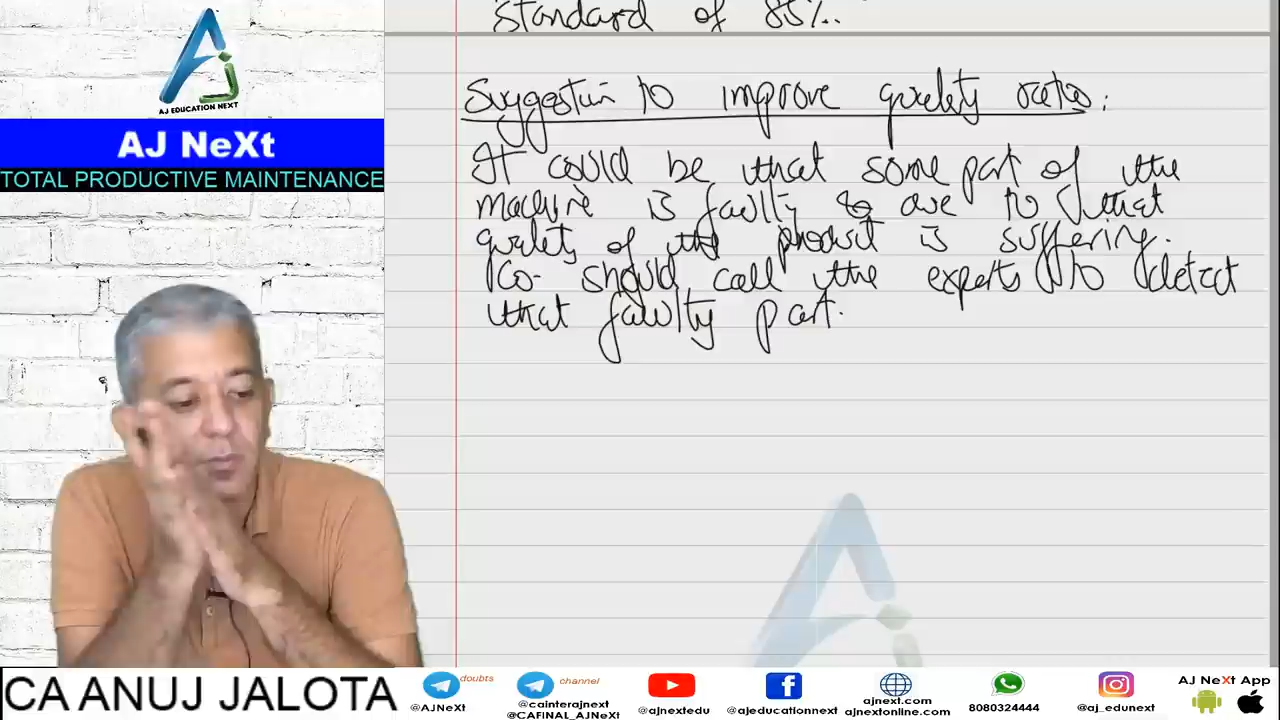 standard of 85%.
AJ EDUCATION NEXT
AJ NeXt
TOTAL PRODUCTIVE MAINTENANCE
Suggestion to improve quality ratio:
It could be that some part of the
machine is faulty & due to that
quality of the product is suffering.
Co. should call the experts to detect
that faulty part.
CA ANUJ JALOTA
doubts
@AJNeXt
channel
@cainterajnext
@CAFINAL_AJNeXt
@ajnextedu
@ajeducationnext
ajnext.com
ajnextonline.com
8080324444
@aj_edunext
AJ NeXt App